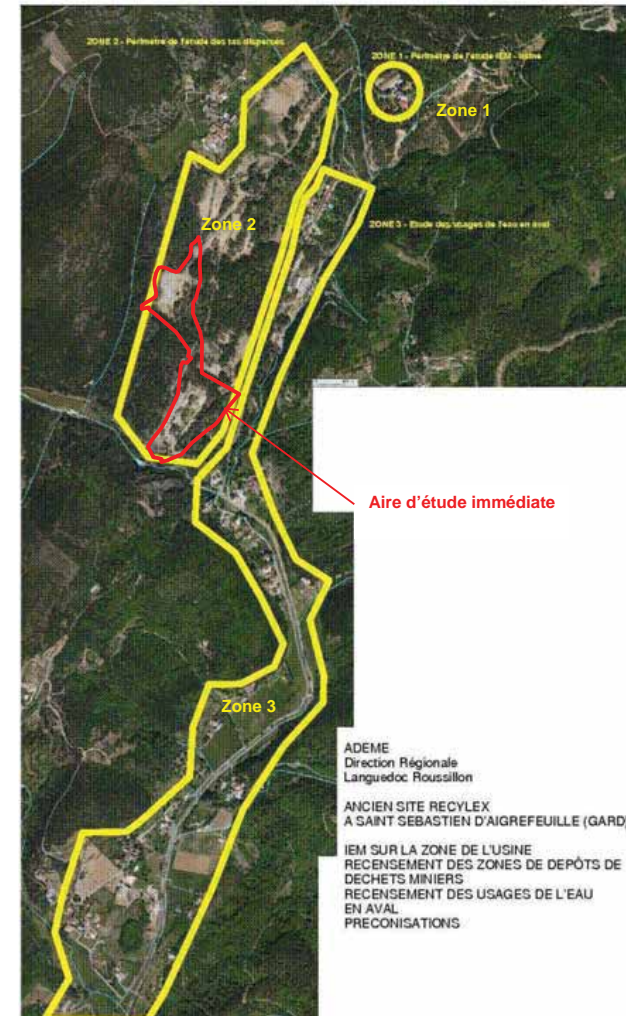 ZONE 2 - Périmètre de l'étude des tas dispersés
ZONE 1 - Périmètre de l'étude IEM - usine
Zone 1
Zone 2
ZONE 3 - Etude des usages de l'eau en aval
Aire d'étude immédiate
Zone 3
ADEME
Direction Régionale
Languedoc Roussillon
ANCIEN SITE RECYLEX
A SAINT SEBASTIEN D'AIGREFEUILLE (GARD)
IEM SUR LA ZONE DE L'USINE
RECENSEMENT DES ZONES DE DEPÔTS DE
DECHETS MINIERS
RECENSEMENT DES USAGES DE L'EAU
EN AVAL
PRECONISATIONS